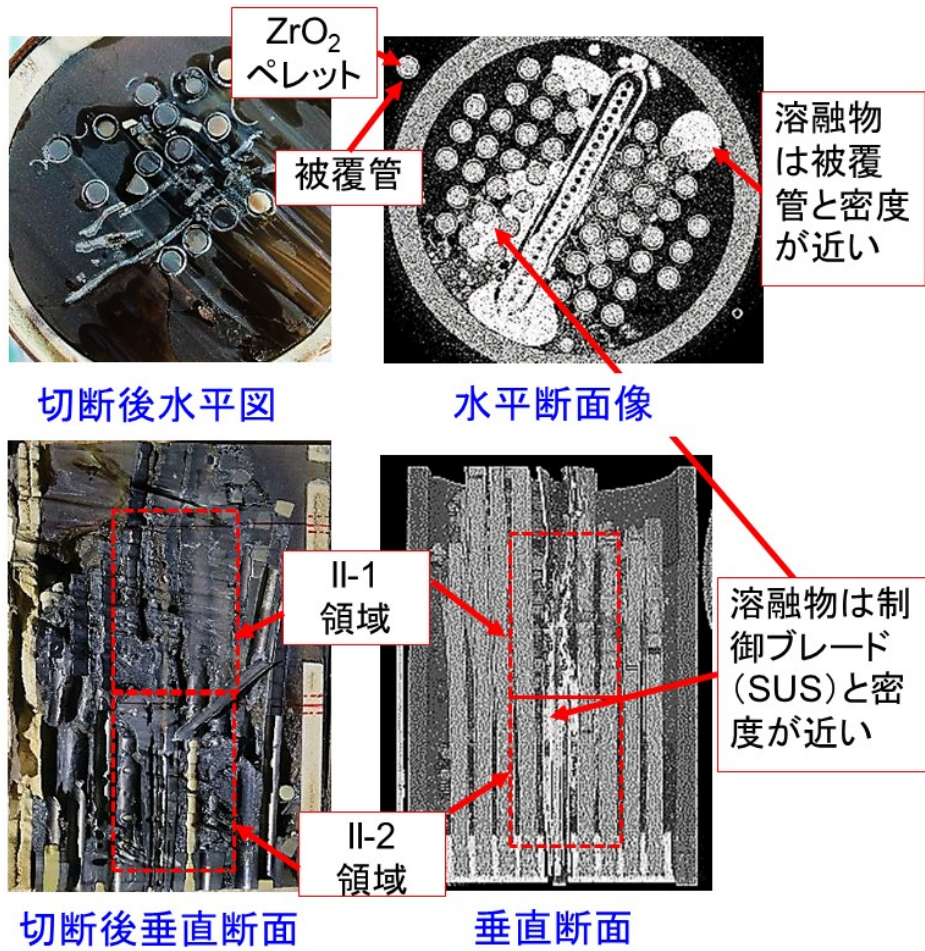 ZrO₂
ペレット
被覆管
溶融物
は被覆
管と密度
が近い
切断後水平図
水平断面像
II-1
領域
溶融物は制
御ブレード
（SUS）と密
度が近い
II-2
領域
切断後垂直断面
垂直断面